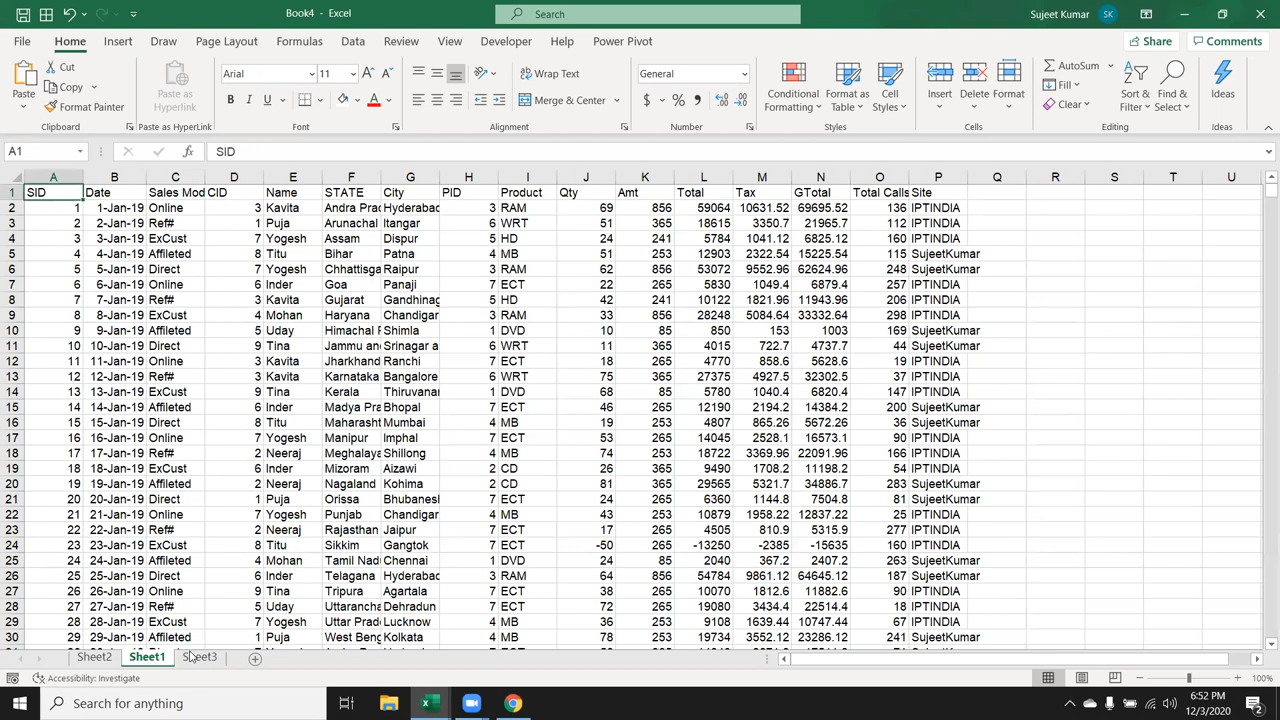 Book4 - Excel
Search
Sujeet Kumar
SK
File Home Insert Draw Page Layout Formulas Data Review View Developer Help Power Pivot
Share Comments
Paste
Cut
Copy
Format Painter
Clipboard
Paste as
Hyperlink
Paste as HyperLink
Arial 11
B I U
Font
Wrap Text
Merge & Center
Alignment
General
$ % ,
Number
Conditional
Formatting
Format as
Table
Cell
Styles
Styles
Insert Delete Format
Cells
AutoSum
Fill
Clear
Sort &
Filter
Find &
Select
Editing
Ideas
Ideas
A1 fx SID
A B C D E F G H I J K L M N O P Q R S T U
1 SID Date Sales Mod CID Name STATE City PID Product Qty Amt Total Tax GTotal Total Calls Site
2 1 1-Jan-19 Online 3 Kavita Andra Prac Hyderabad 3 RAM 69 856 59064 10631.52 69695.52 136 IPTINDIA
3 2 2-Jan-19 Ref# 1 Puja Arunachal Itangar 6 WRT 51 365 18615 3350.7 21965.7 112 IPTINDIA
4 3 3-Jan-19 ExCust 7 Yogesh Assam Dispur 5 HD 24 241 5784 1041.12 6825.12 160 IPTINDIA
5 4 4-Jan-19 Affileted 8 Titu Bihar Patna 4 MB 51 253 12903 2322.54 15225.54 115 SujeetKumar
6 5 5-Jan-19 Direct 7 Yogesh Chhattisga Raipur 3 RAM 62 856 53072 9552.96 62624.96 248 SujeetKumar
7 6 6-Jan-19 Online 6 Inder Goa Panaji 7 ECT 22 265 5830 1049.4 6879.4 257 IPTINDIA
8 7 7-Jan-19 Ref# 3 Kavita Gujarat Gandhinag 5 HD 42 241 10122 1821.96 11943.96 206 IPTINDIA
9 8 8-Jan-19 ExCust 4 Mohan Haryana Chandigar 3 RAM 33 856 28248 5084.64 33332.64 298 IPTINDIA
10 9 9-Jan-19 Affileted 5 Uday Himachal F Shimla 1 DVD 10 85 850 153 1003 169 SujeetKumar
11 10 10-Jan-19 Direct 9 Tina Jammu an Srinagar a 6 WRT 11 365 4015 722.7 4737.7 44 SujeetKumar
12 11 11-Jan-19 Online 3 Kavita Jharkhand Ranchi 7 ECT 18 265 4770 858.6 5628.6 19 IPTINDIA
13 12 12-Jan-19 Ref# 3 Kavita Karnataka Bangalore 6 WRT 75 365 27375 4927.5 32302.5 37 IPTINDIA
14 13 13-Jan-19 ExCust 9 Tina Kerala Thiruvanar 1 DVD 68 85 5780 1040.4 6820.4 147 IPTINDIA
15 14 14-Jan-19 Affileted 6 Inder Madya Pra Bhopal 7 ECT 46 265 12190 2194.2 14384.2 200 SujeetKumar
16 15 15-Jan-19 Direct 8 Titu Maharasht Mumbai 4 MB 19 253 4807 865.26 5672.26 36 SujeetKumar
17 16 16-Jan-19 Online 7 Yogesh Manipur Imphal 7 ECT 53 265 14045 2528.1 16573.1 90 IPTINDIA
18 17 17-Jan-19 Ref# 2 Neeraj Meghalaya Shillong 4 MB 74 253 18722 3369.96 22091.96 166 IPTINDIA
19 18 18-Jan-19 ExCust 6 Inder Mizoram Aizawi 2 CD 26 365 9490 1708.2 11198.2 54 IPTINDIA
20 19 19-Jan-19 Affileted 2 Neeraj Nagaland Kohima 2 CD 81 365 29565 5321.7 34886.7 283 SujeetKumar
21 20 20-Jan-19 Direct 1 Puja Orissa Bhubanesl 7 ECT 24 265 6360 1144.8 7504.8 81 SujeetKumar
22 21 21-Jan-19 Online 7 Yogesh Punjab Chandigar 4 MB 43 253 10879 1958.22 12837.22 25 IPTINDIA
23 22 22-Jan-19 Ref# 2 Neeraj Rajasthan Jaipur 7 ECT 17 265 4505 810.9 5315.9 277 IPTINDIA
24 23 23-Jan-19 ExCust 8 Titu Sikkim Gangtok 7 ECT -50 265 -13250 -2385 -15635 160 IPTINDIA
25 24 24-Jan-19 Affileted 4 Mohan Tamil Nad Chennai 1 DVD 24 85 2040 367.2 2407.2 263 SujeetKumar
26 25 25-Jan-19 Direct 6 Inder Telagana Hyderabad 3 RAM 64 856 54784 9861.12 64645.12 187 SujeetKumar
27 26 26-Jan-19 Online 9 Tina Tripura Agartala 7 ECT 38 265 10070 1812.6 11882.6 90 IPTINDIA
28 27 27-Jan-19 Ref# 5 Uday Uttarancha Dehradun 7 ECT 72 265 19080 3434.4 22514.4 18 IPTINDIA
29 28 28-Jan-19 ExCust 7 Yogesh Uttar Prade Lucknow 4 MB 36 253 9108 1639.44 10747.44 67 IPTINDIA
30 29 29-Jan-19 Affileted 1 Puja West Beng Kolkata 4 MB 78 253 19734 3552.12 23286.12 241 SujeetKumar
Sheet2 Sheet1 Sheet3
Accessibility: Investigate
100%
Search for anything
6:52 PM
12/3/2020